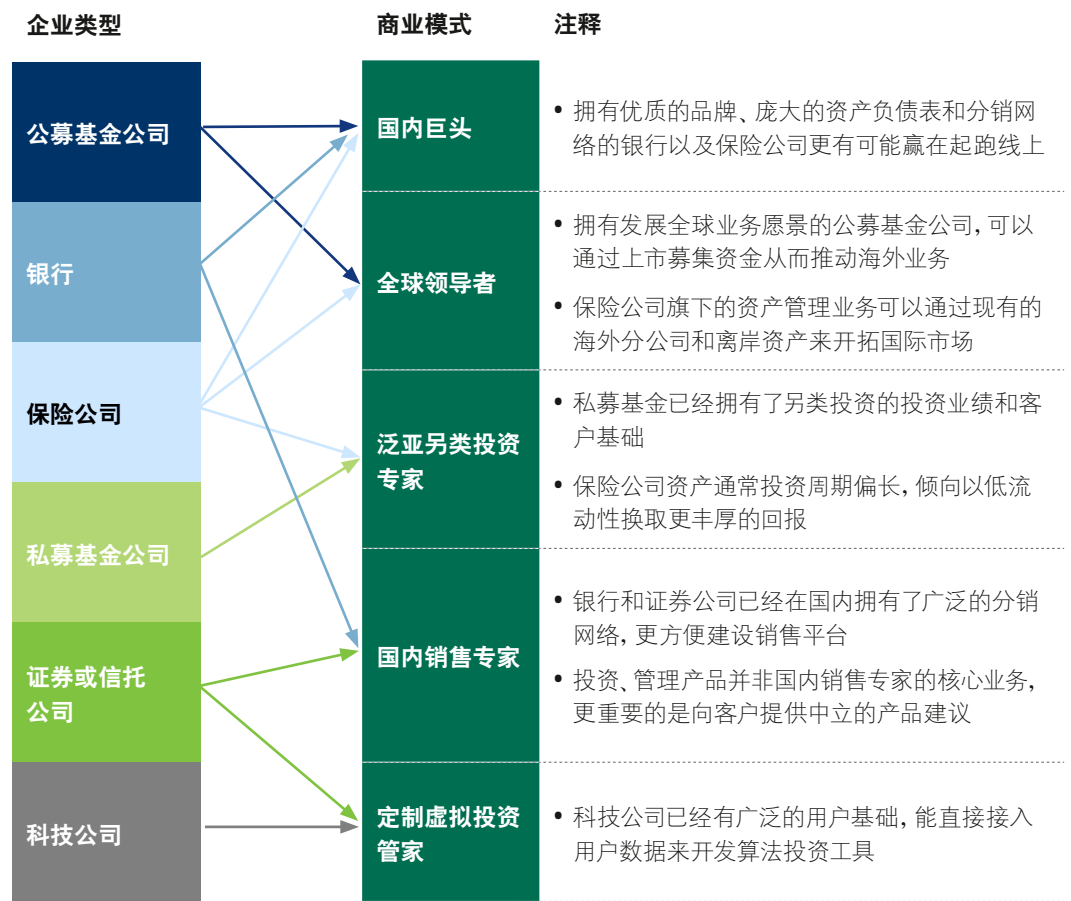 企业类型
商业模式
注释
公募基金公司
银行
保险公司
私募基金公司
证券或信托
公司
科技公司
国内巨头
• 拥有优质的品牌、庞大的资产负债表和分销网
络的银行以及保险公司更有可能赢在起跑线上
全球领导者
• 拥有发展全球业务愿景的公募基金公司，可以
通过上市募集资金从而推动海外业务
• 保险公司旗下的资产管理业务可以通过现有的
海外分公司和离岸资产来开拓国际市场
泛亚另类投资
专家
• 私募基金已经拥有了另类投资的投资业绩和客
户基础
• 保险公司资产通常投资周期偏长，倾向以低流
动性换取更丰厚的回报
国内销售专家
• 银行和证券公司已经在国内拥有了广泛的分销
网络，更方便建设销售平台
• 投资、管理产品并非国内销售专家的核心业务，
更重要的是向客户提供中立的产品建议
定制虚拟投资
管家
• 科技公司已经有广泛的用户基础，能直接接入
用户数据来开发算法投资工具